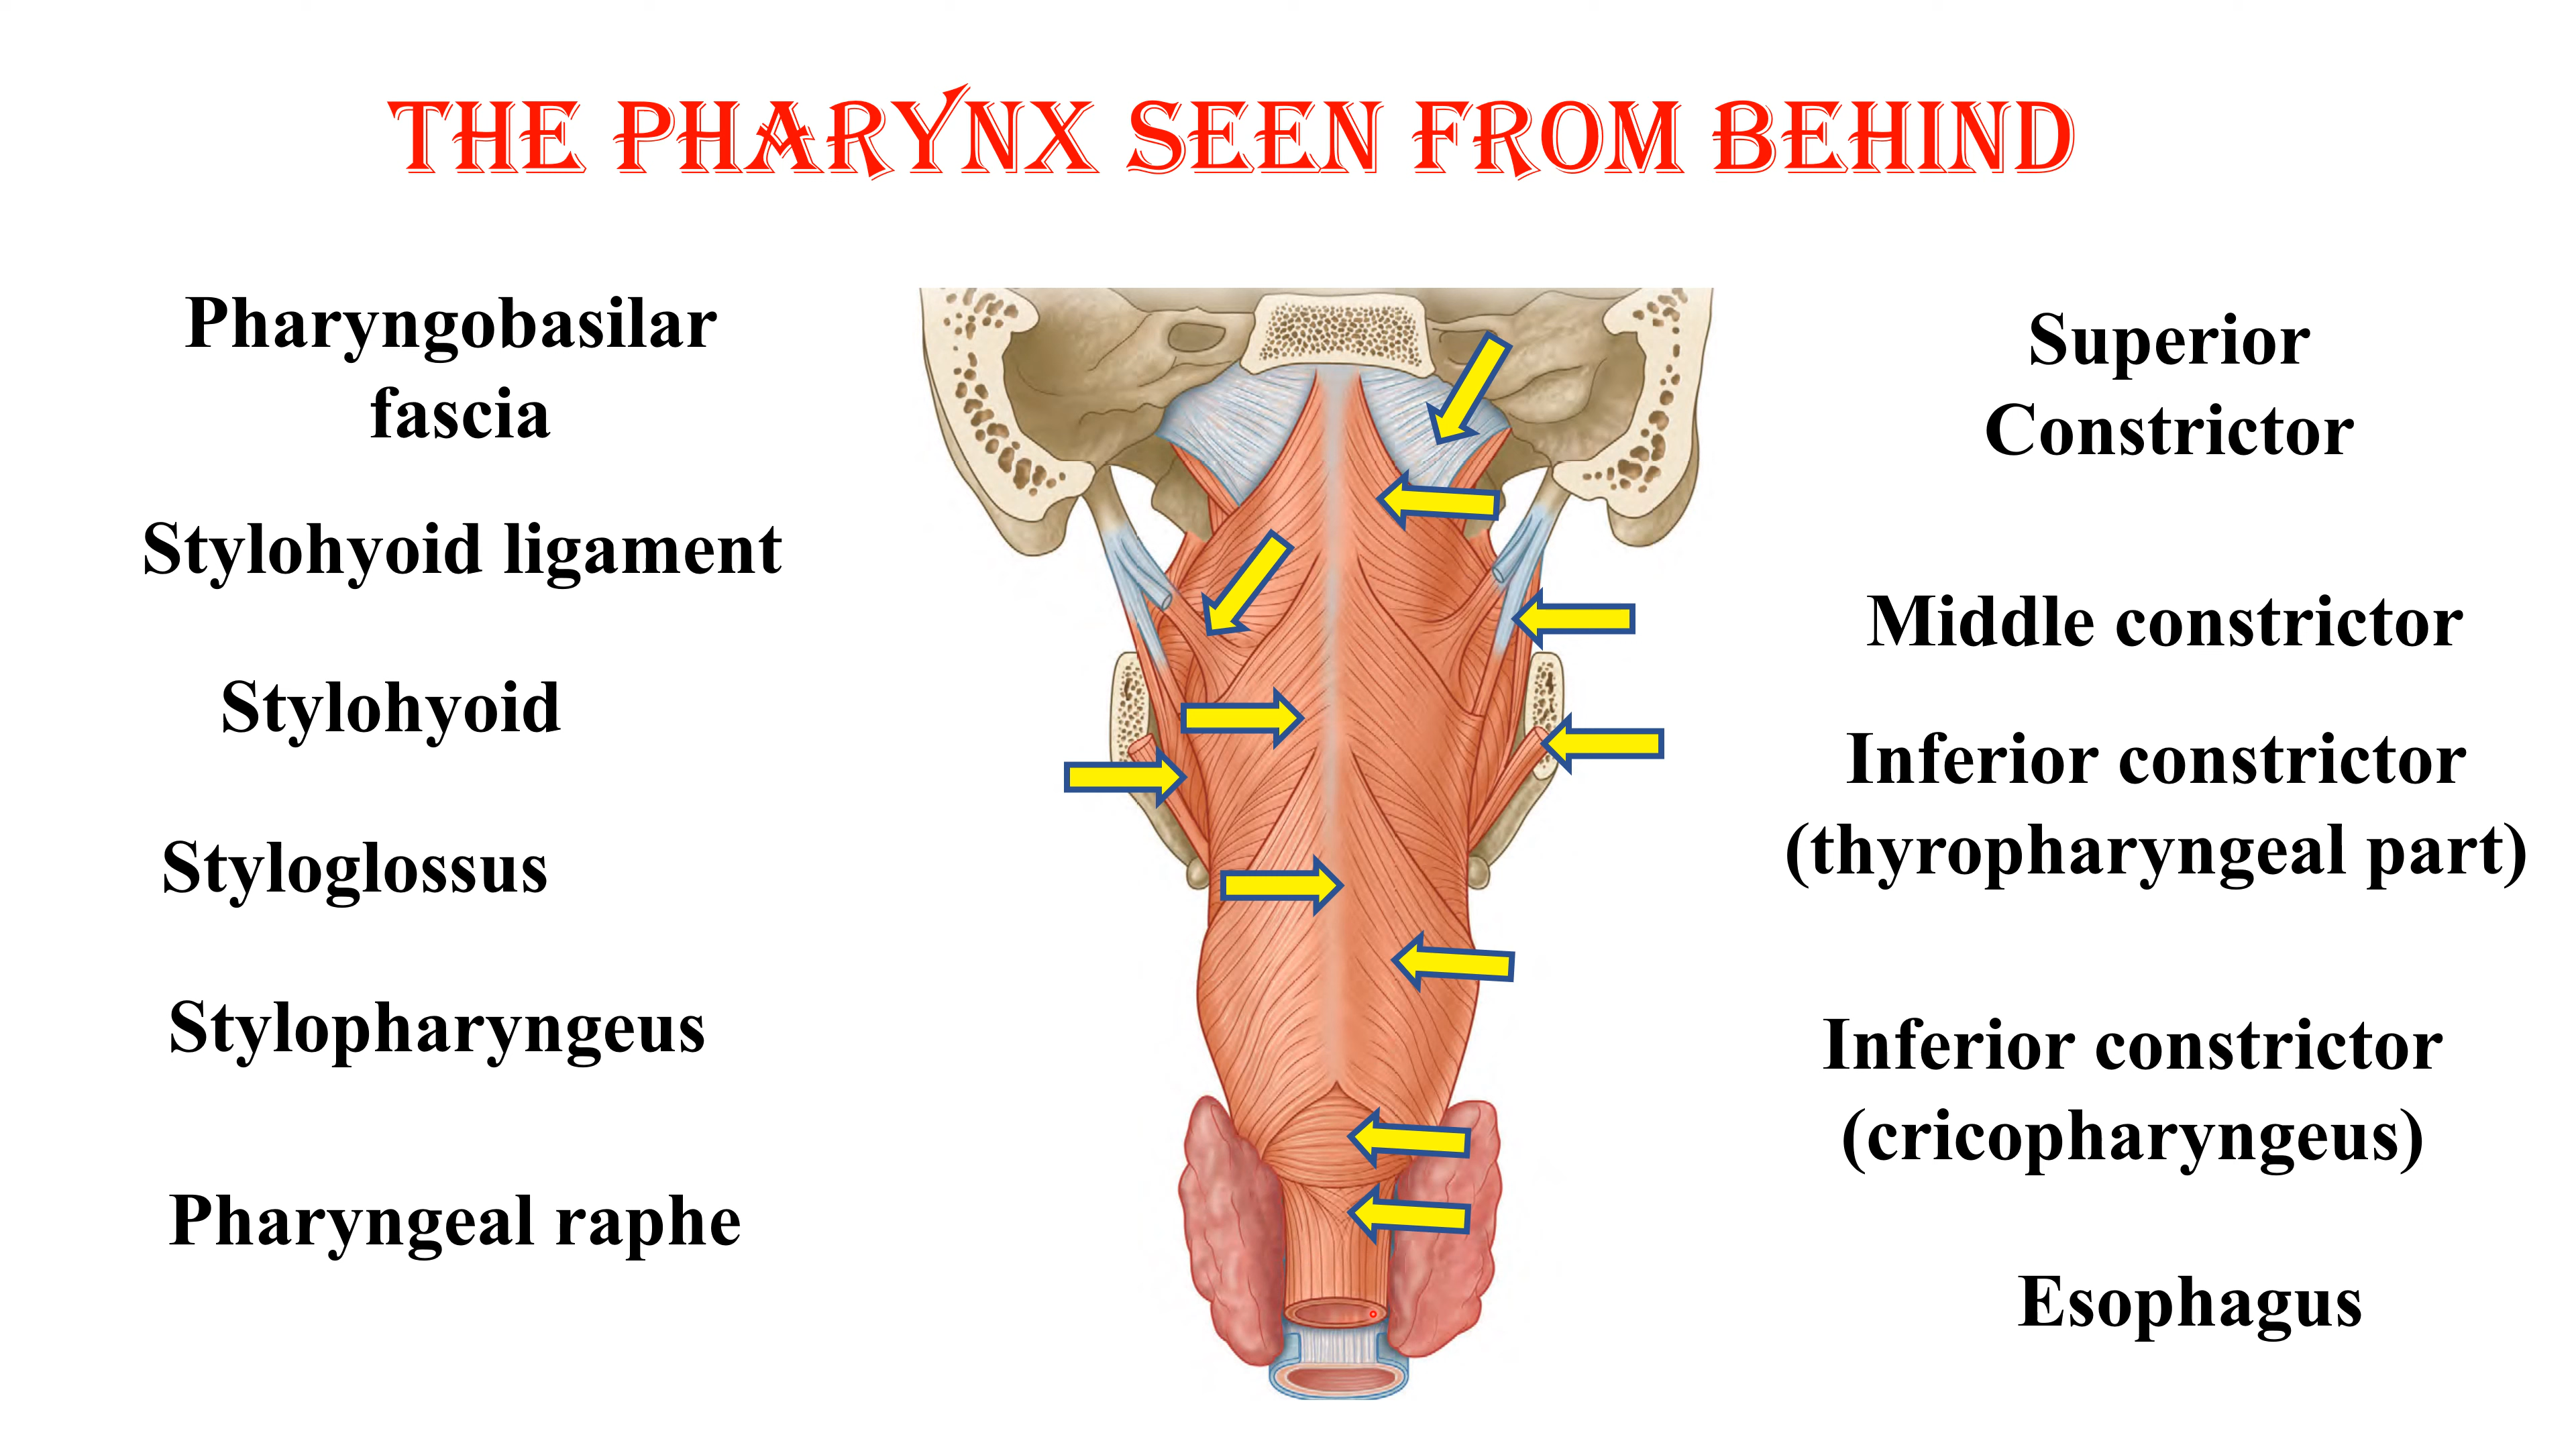 THE PHARYNX SEEN FROM BEHIND
Pharyngobasilar
fascia
Stylohyoid ligament
Stylohyoid
Styloglossus
Stylopharyngeus
Pharyngeal raphe
Superior
Constrictor
Middle constrictor
Inferior constrictor
(thyropharyngeal part)
Inferior constrictor
(cricopharyngeus)
Esophagus